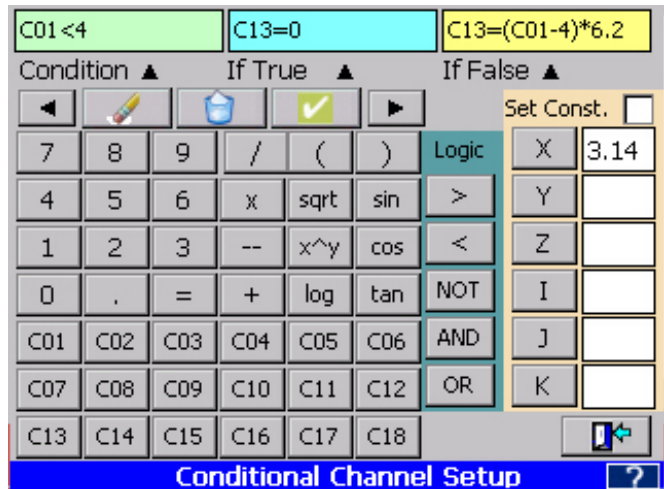 C01<4 C13=0 C13=(C01-4)*6.2
Condition ▲ If True ▲ If False ▲
Set Const.
7 8 9 / ( ) Logic X 3.14
4 5 6 x sqrt sin > Y
1 2 3 -- x^y cos < Z
0 . = + log tan NOT I
C01 C02 C03 C04 C05 C06 AND J
C07 C08 C09 C10 C11 C12 OR K
C13 C14 C15 C16 C17 C18
Conditional Channel Setup ?